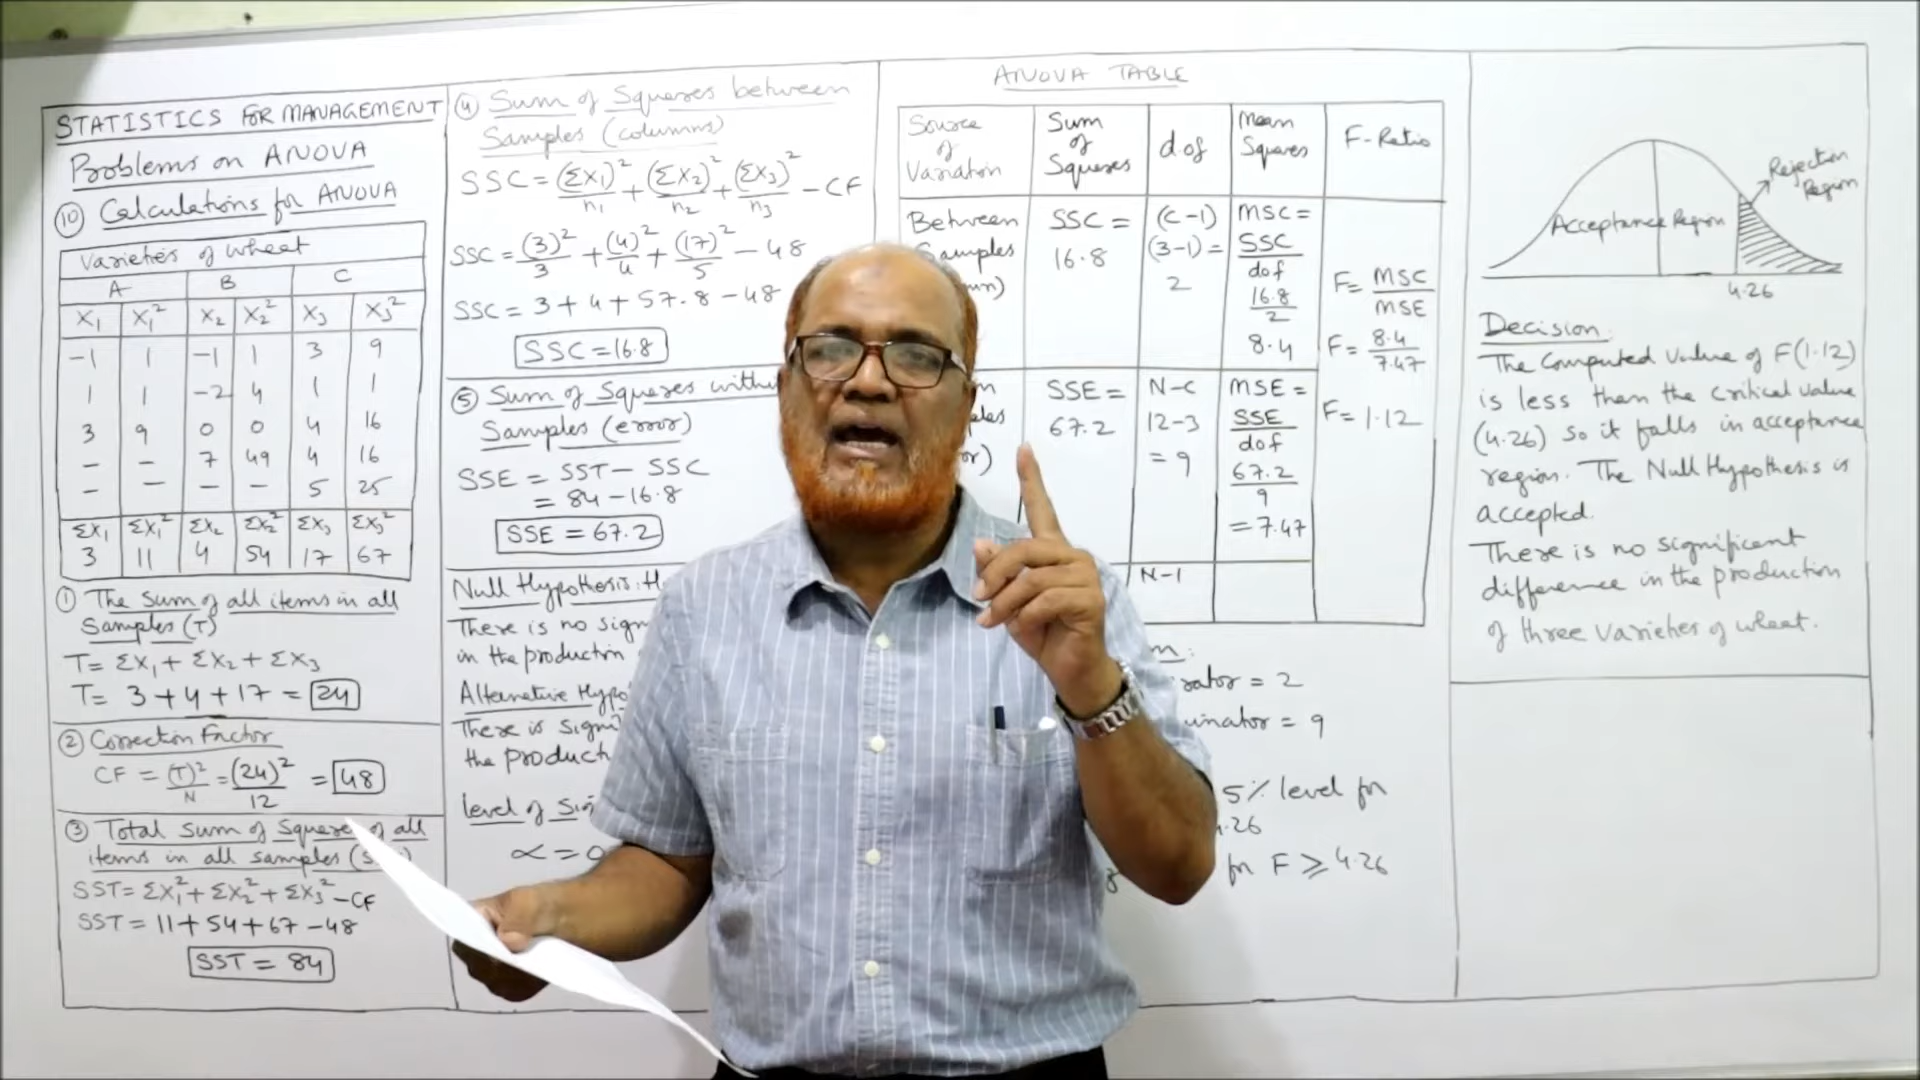 STATISTICS FOR MANAGEMENT
Problems on ANOVA
⑩ Calculations for ANOVA
Varieties of wheat
A B C
X₁ X₁² X₂ X₂² X₃ X₃²
-1 1 -1 1 3 9
1 1 -2 4 1 1
3 9 0 0 4 16
- - 7 49 4 16
- - - - 5 25
ΣX₁ ΣX₁² ΣX₂ ΣX₂² ΣX₃ ΣX₃²
3 11 4 54 17 67
① The sum of all items in all
Samples (T)
T = ΣX₁ + ΣX₂ + ΣX₃
T = 3 + 4 + 17 = 24
② Correction Factor
CF = (T)²/N = (24)²/12 = 48
③ Total sum of Squares of all
items in all samples (S
SST = ΣX₁² + ΣX₂² + ΣX₃² - CF
SST = 11 + 54 + 67 - 48
SST = 84
④ Sum of Squares between
Samples (columns)
SSC = (ΣX₁)²/n₁ + (ΣX₂)²/n₂ + (ΣX₃)²/n₃ - CF
SSC = (3)²/3 + (4)²/4 + (17)²/5 - 48
SSC = 3 + 4 + 57.8 - 48
SSC = 16.8
⑤ Sum of Squares within
Samples (error)
SSE = SST - SSC
= 84 - 16.8
SSE = 67.2
Null Hypothesis: H
There is no sign
in the production
Alternative Hypo
There is signi
the product
level of Sig
α = 0
ANOVA TABLE
Source of Variation Sum of Squares d.of Mean Squares F-Ratio
Between
Samples
SSC =
16.8
(C-1)
(3-1) =
2
MSC =
SSC/dof
16.8/2
8.4
SSE =
67.2
N-C
12-3
= 9
MSE =
SSE/dof
67.2/9
= 7.47
F = MSC/MSE
F = 8.4/7.47
F = 1.12
N-1
= 2
= 9
5% level for
4.26
for F ⩾ 4.26
Acceptance Region
Rejection
Region
4.26
Decision:
The Computed value of F(1.12)
is less than the critical value
(4.26) so it falls in acceptance
region. The Null Hypothesis is
accepted.
There is no significant
difference in the production
of three varieties of wheat.